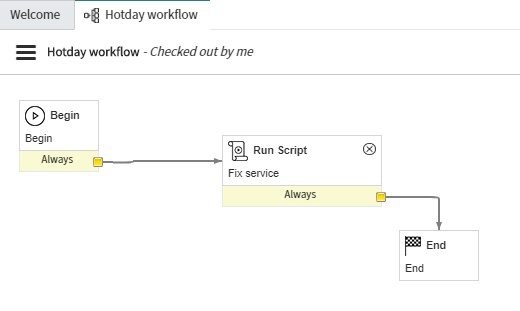 Welcome
Hotday workflow
Hotday workflow - Checked out by me
Begin
Begin
Always
Run Script
Fix service
Always
End
End